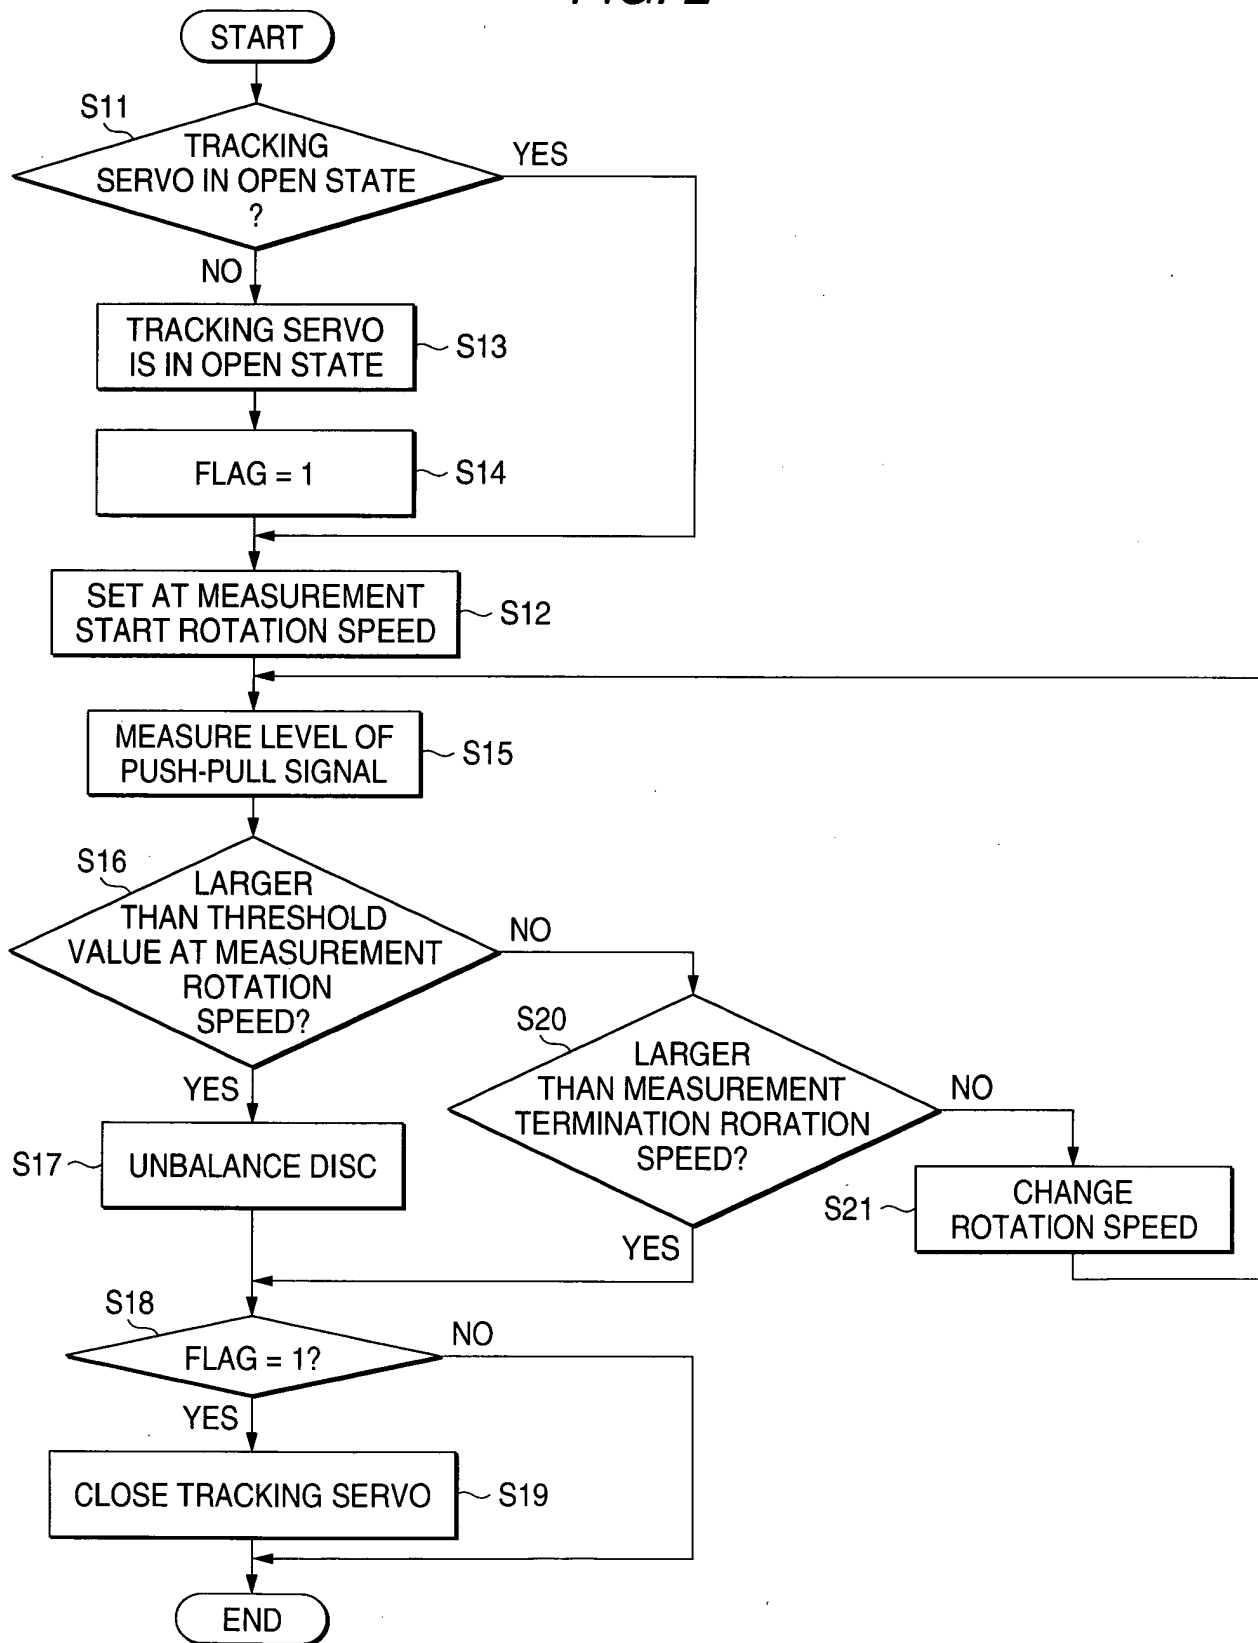 START
S11
TRACKING
SERVO IN OPEN STATE
?
YES
NO
TRACKING SERVO
IS IN OPEN STATE
S13
FLAG = 1
S14
SET AT MEASUREMENT
START ROTATION SPEED
S12
MEASURE LEVEL OF
PUSH-PULL SIGNAL
S15
S16
LARGER
THAN THRESHOLD
VALUE AT MEASUREMENT
ROTATION
SPEED?
NO
YES
S20
LARGER
THAN MEASUREMENT
TERMINATION RORATION
SPEED?
NO
YES
S17
UNBALANCE DISC
S21
CHANGE
ROTATION SPEED
S18
FLAG = 1?
NO
YES
CLOSE TRACKING SERVO
S19
END